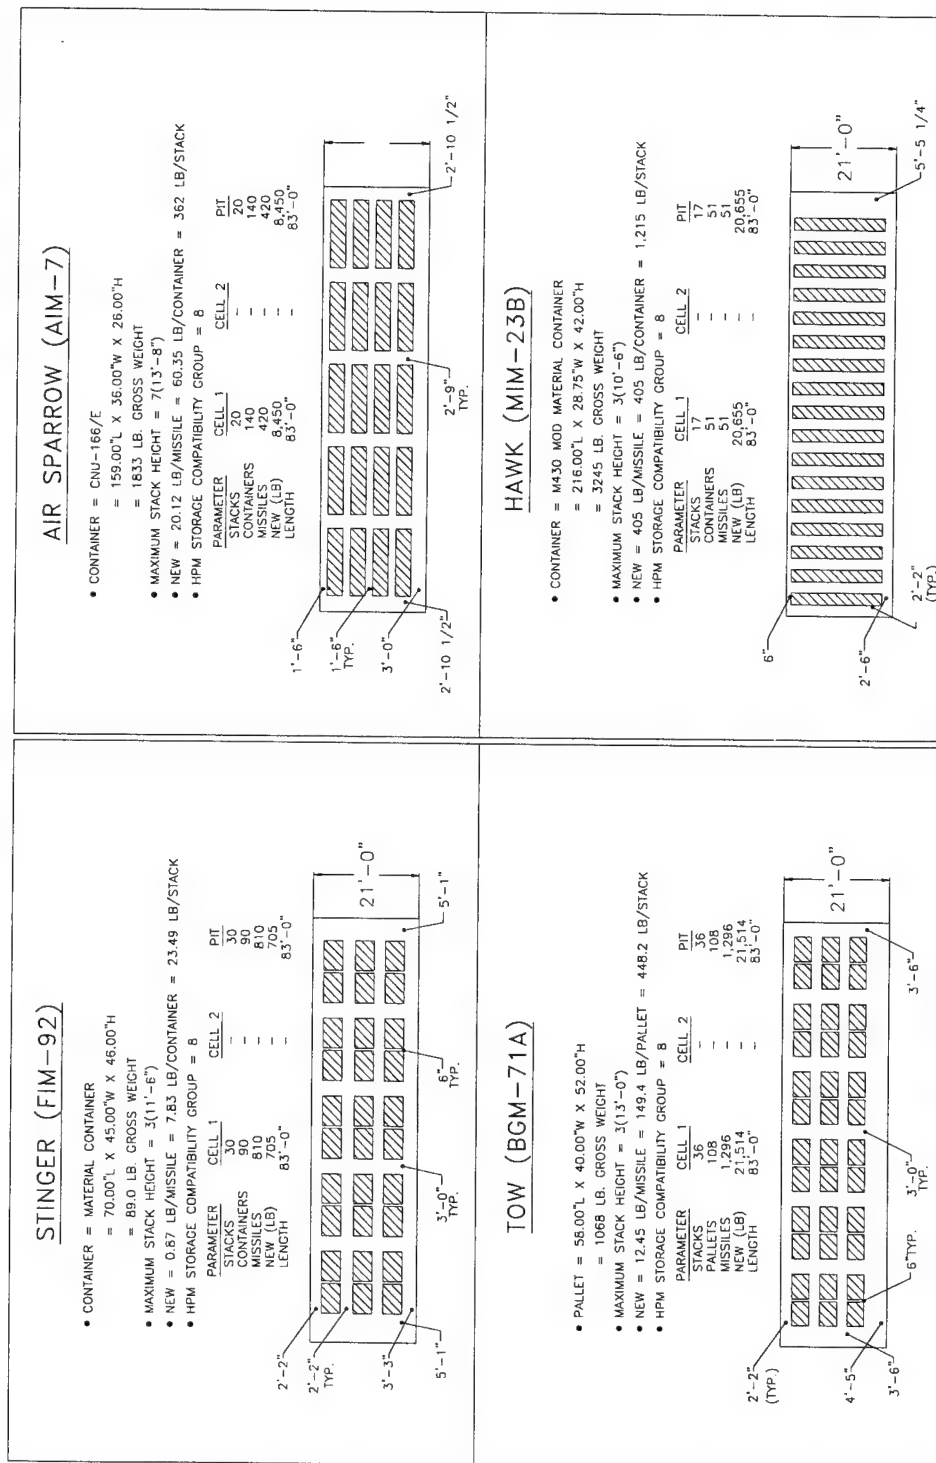 STINGER (FIM-92)
• CONTAINER = MATERIAL CONTAINER
= 70.00"L X 45.00"W X 46.00"H
= 89.0 LB. GROSS WEIGHT
• MAXIMUM STACK HEIGHT = 3(11'-6")
• NEW = 0.87 LB/MISSILE = 7.83 LB/CONTAINER = 23.49 LB/STACK
• HPM STORAGE COMPATIBILITY GROUP = 8
PARAMETER CELL 1 CELL 2 PIT
STACKS 30 - 30
CONTAINERS 90 - 90
MISSILES 810 - 810
NEW (LB) 705 - 705
LENGTH 83'-0" - 83'-0"
2'-2"
2'-2"
TYP.
3'-3"
5'-1"
3'-0"
TYP.
6"
TYP.
21'-0"
5'-1"
AIR SPARROW (AIM-7)
• CONTAINER = CNU-166/E
= 159.00"L X 36.00"W X 26.00"H
= 1833 LB. GROSS WEIGHT
• MAXIMUM STACK HEIGHT = 7(13'-8")
• NEW = 20.12 LB/MISSILE = 60.35 LB/CONTAINER = 362 LB/STACK
• HPM STORAGE COMPATIBILITY GROUP = 8
PARAMETER CELL 1 CELL 2 PIT
STACKS 20 - 20
CONTAINERS 140 - 140
MISSILES 420 - 420
NEW (LB) 8,450 - 8,450
LENGTH 83'-0" - 83'-0"
1'-6"
1'-6"
TYP.
3'-0"
2'-10 1/2"
2'-9"
TYP.
2'-10 1/2"
TOW (BGM-71A)
• PALLET = 58.00"L X 40.00"W X 52.00"H
= 1068 LB. GROSS WEIGHT
• MAXIMUM STACK HEIGHT = 3(13'-0")
• NEW = 12.45 LB/MISSILE = 149.4 LB/PALLET = 448.2 LB/STACK
• HPM STORAGE COMPATIBILITY GROUP = 8
PARAMETER CELL 1 CELL 2 PIT
STACKS 36 - 36
PALLETS 108 - 108
MISSILES 1,296 - 1,296
NEW (LB) 21,514 - 21,514
LENGTH 83'-0" - 83'-0"
2'-2"
(TYP.)
4'-5"
3'-6"
6"TYP.
3'-0"
TYP.
21'-0"
3'-6"
HAWK (MIM-23B)
• CONTAINER = M430 MOD MATERIAL CONTAINER
= 216.00"L X 28.75"W X 42.00"H
= 3245 LB. GROSS WEIGHT
• MAXIMUM STACK HEIGHT = 3(10'-6")
• NEW = 405 LB/MISSILE = 405 LB/CONTAINER = 1,215 LB/STACK
• HPM STORAGE COMPATIBILITY GROUP = 8
PARAMETER CELL 1 CELL 2 PIT
STACKS 17 - 17
CONTAINERS 51 - 51
MISSILES 51 - 51
NEW (LB) 20,655 - 20,655
LENGTH 83'-0" - 83'-0"
6"
2'-6"
2'-2"
(TYP.)
21'-0"
5'-5 1/4"